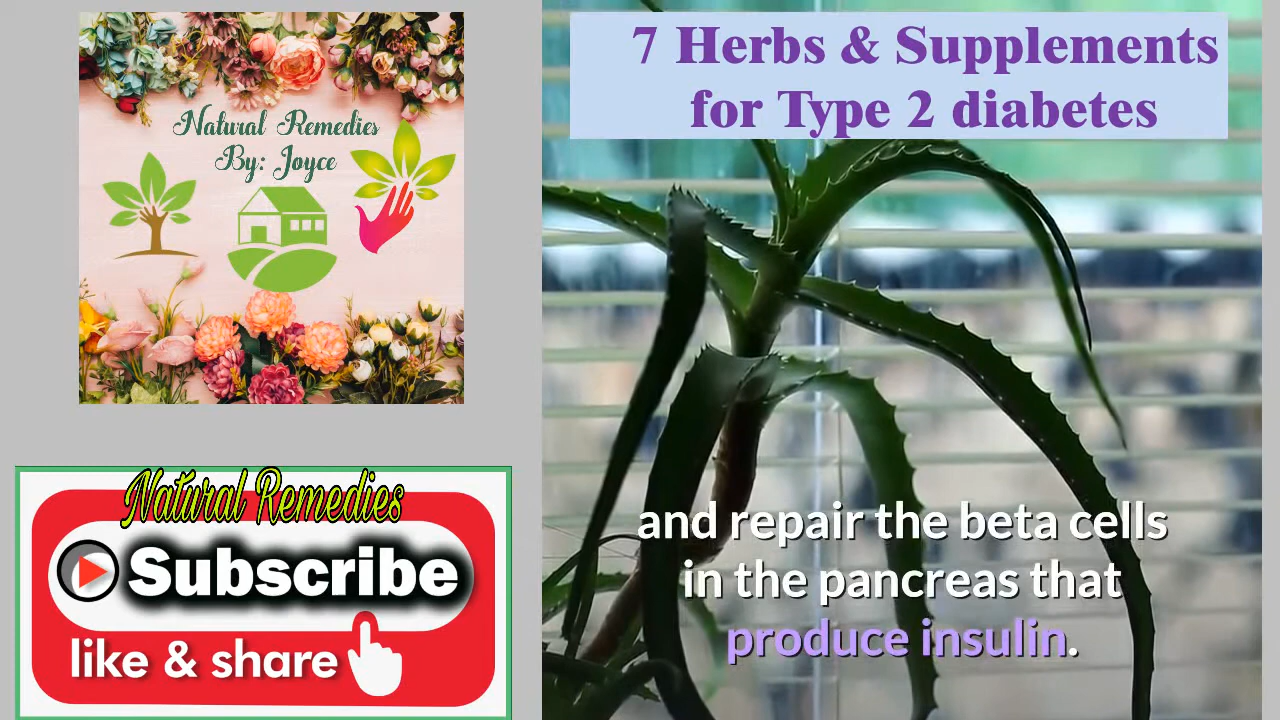 Natural Remedies
By: Joyce
Natural Remedies
Subscribe
like & share
7 Herbs & Supplements
for Type 2 diabetes
and repair the beta cells
in the pancreas that
produce insulin.